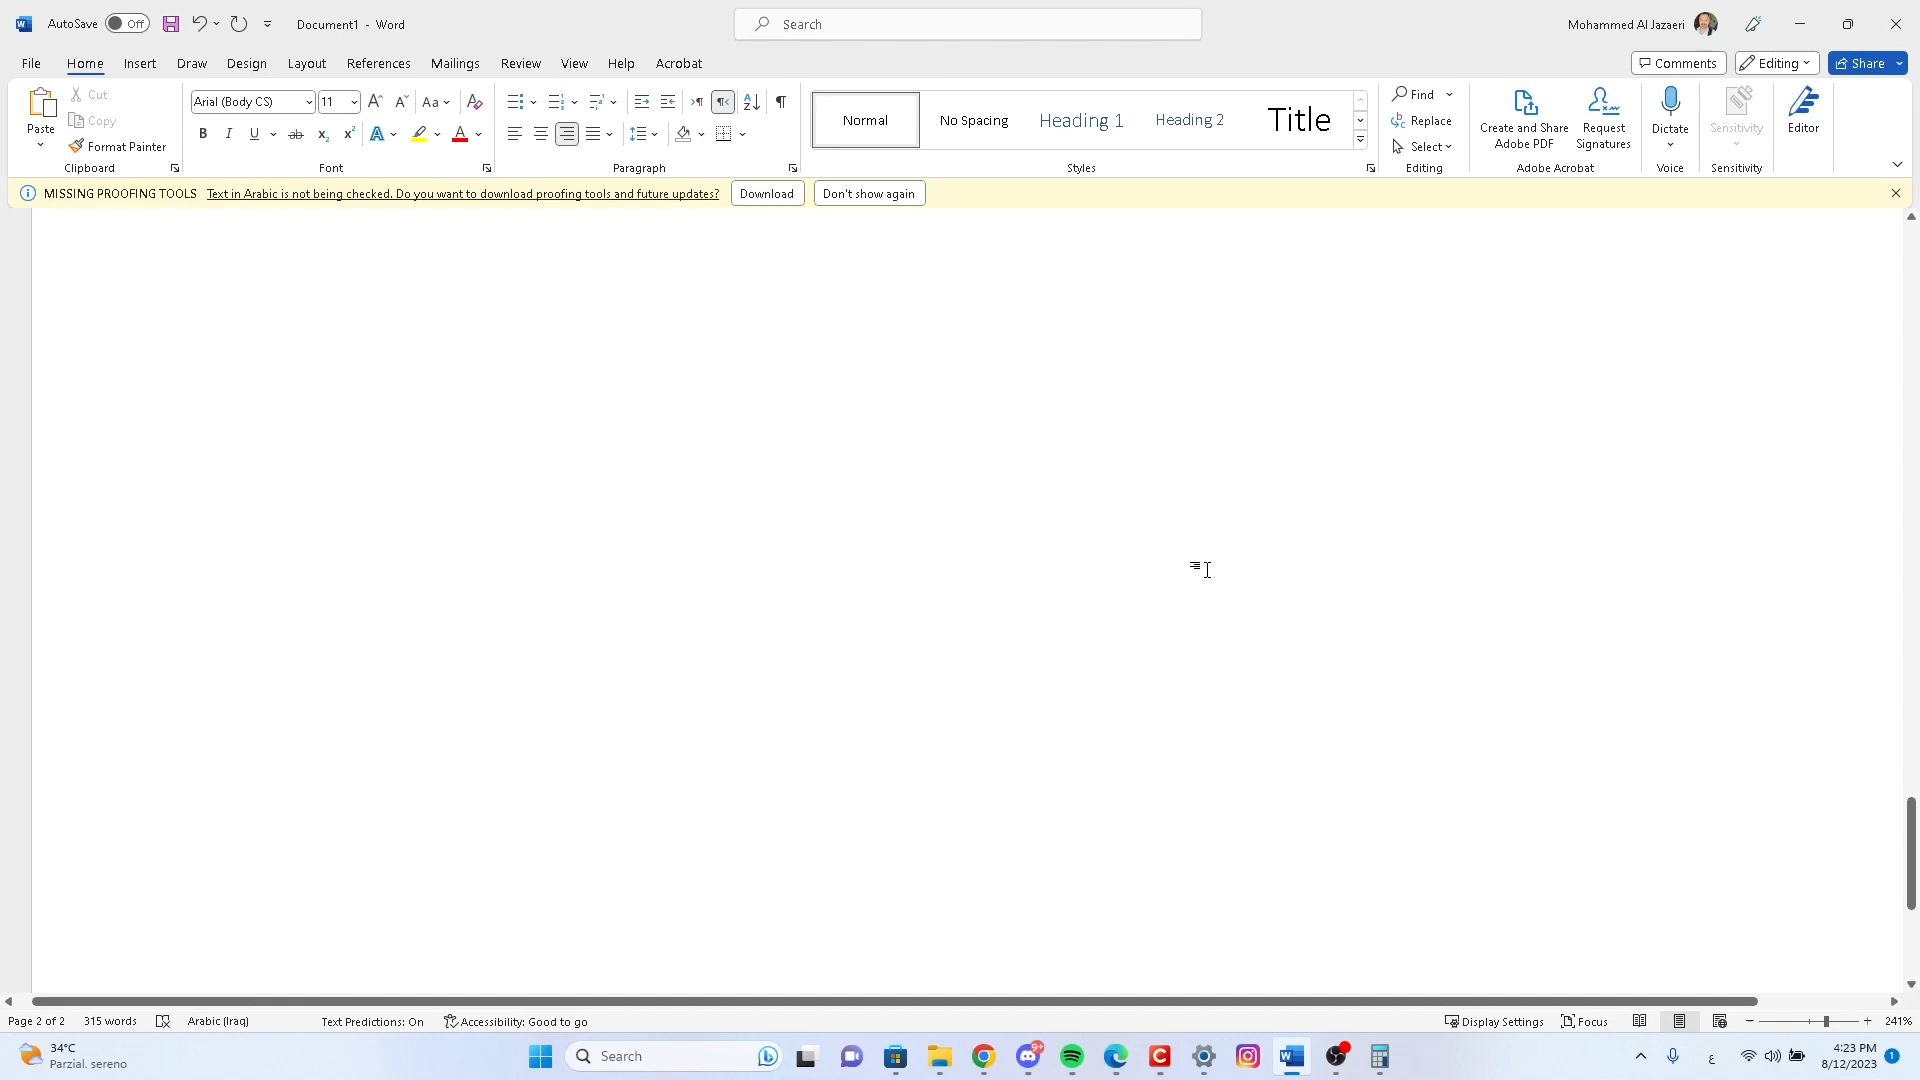 AutoSave Off Document1 - Word Search Mohammed Al Jazaeri
File Home Insert Draw Design Layout References Mailings Review View Help Acrobat Comments Editing Share
Paste Cut Copy Format Painter Clipboard
Arial (Body CS) 11 Aa Font
Paragraph
Normal No Spacing Heading 1 Heading 2 Title Styles
Find Replace Select Editing
Create and Share Adobe PDF Request Signatures Adobe Acrobat
Dictate Voice
Sensitivity Sensitivity
Editor
MISSING PROOFING TOOLS Text in Arabic is not being checked. Do you want to download proofing tools and future updates? Download Don't show again
Page 2 of 2 315 words Arabic (Iraq) Text Predictions: On Accessibility: Good to go Display Settings Focus 241%
34°C
Parzial. sereno
Search
9+
ع
4:23 PM
8/12/2023
1